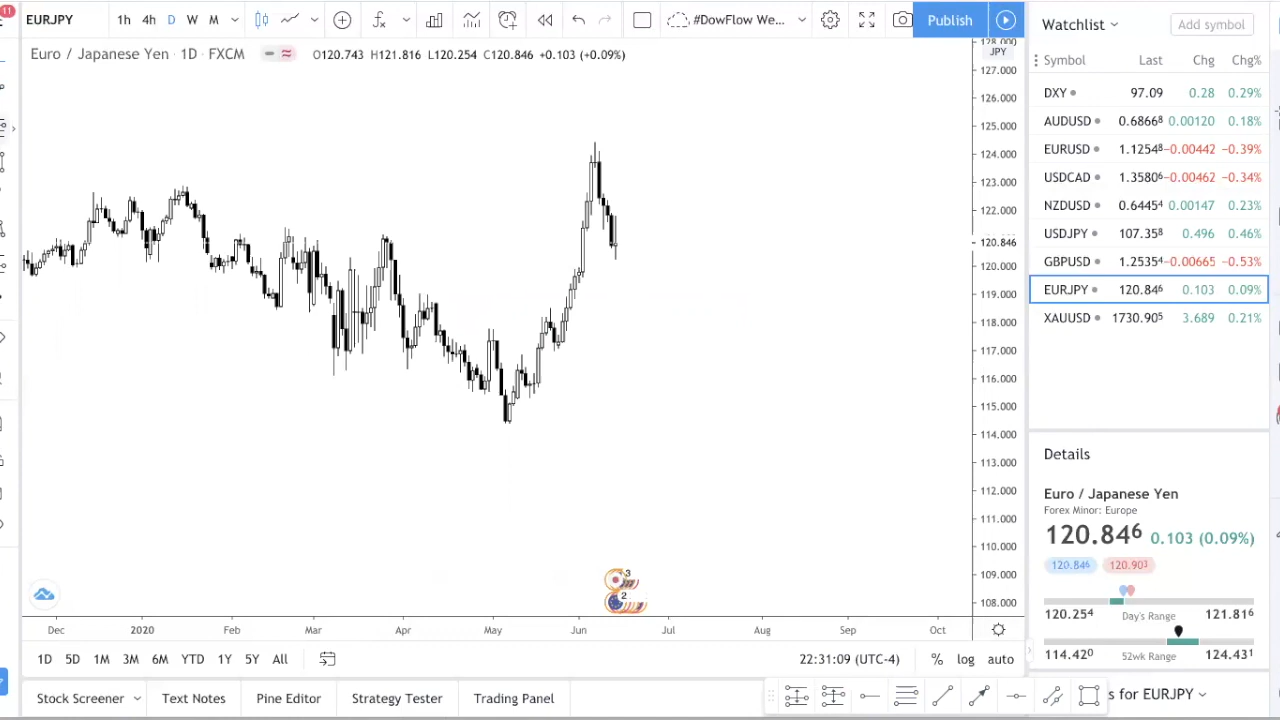 11
EURJPY 1h 4h D W M #DowFlow We... Publish
Euro / Japanese Yen · 1D · FXCM O120.743 H121.816 L120.254 C120.846 +0.103 (+0.09%)
JPY
128.000
127.000
126.000
125.000
124.000
123.000
122.000
120.846
120.000
119.000
118.000
117.000
116.000
115.000
114.000
113.000
112.000
111.000
110.000
109.000
108.000
3
2
Dec 2020 Feb Mar Apr May Jun Jul Aug Sep Oct
1D 5D 1M 3M 6M YTD 1Y 5Y All 22:31:09 (UTC-4) % log auto
Stock Screener Text Notes Pine Editor Strategy Tester Trading Panel
Watchlist Add symbol
Symbol Last Chg Chg%
DXY 97.09 0.28 0.29%
AUDUSD 0.68668 0.00120 0.18%
EURUSD 1.12548 −0.00442 −0.39%
USDCAD 1.35806 −0.00462 −0.34%
NZDUSD 0.64454 0.00147 0.23%
USDJPY 107.358 0.496 0.46%
GBPUSD 1.25354 −0.00665 −0.53%
EURJPY 120.846 0.103 0.09%
XAUUSD 1730.905 3.689 0.21%
Details
Euro / Japanese Yen
Forex Minor: Europe
120.846 0.103 (0.09%)
120.846 120.903
120.254 Day's Range 121.816
114.420 52wk Range 124.431
s for EURJPY